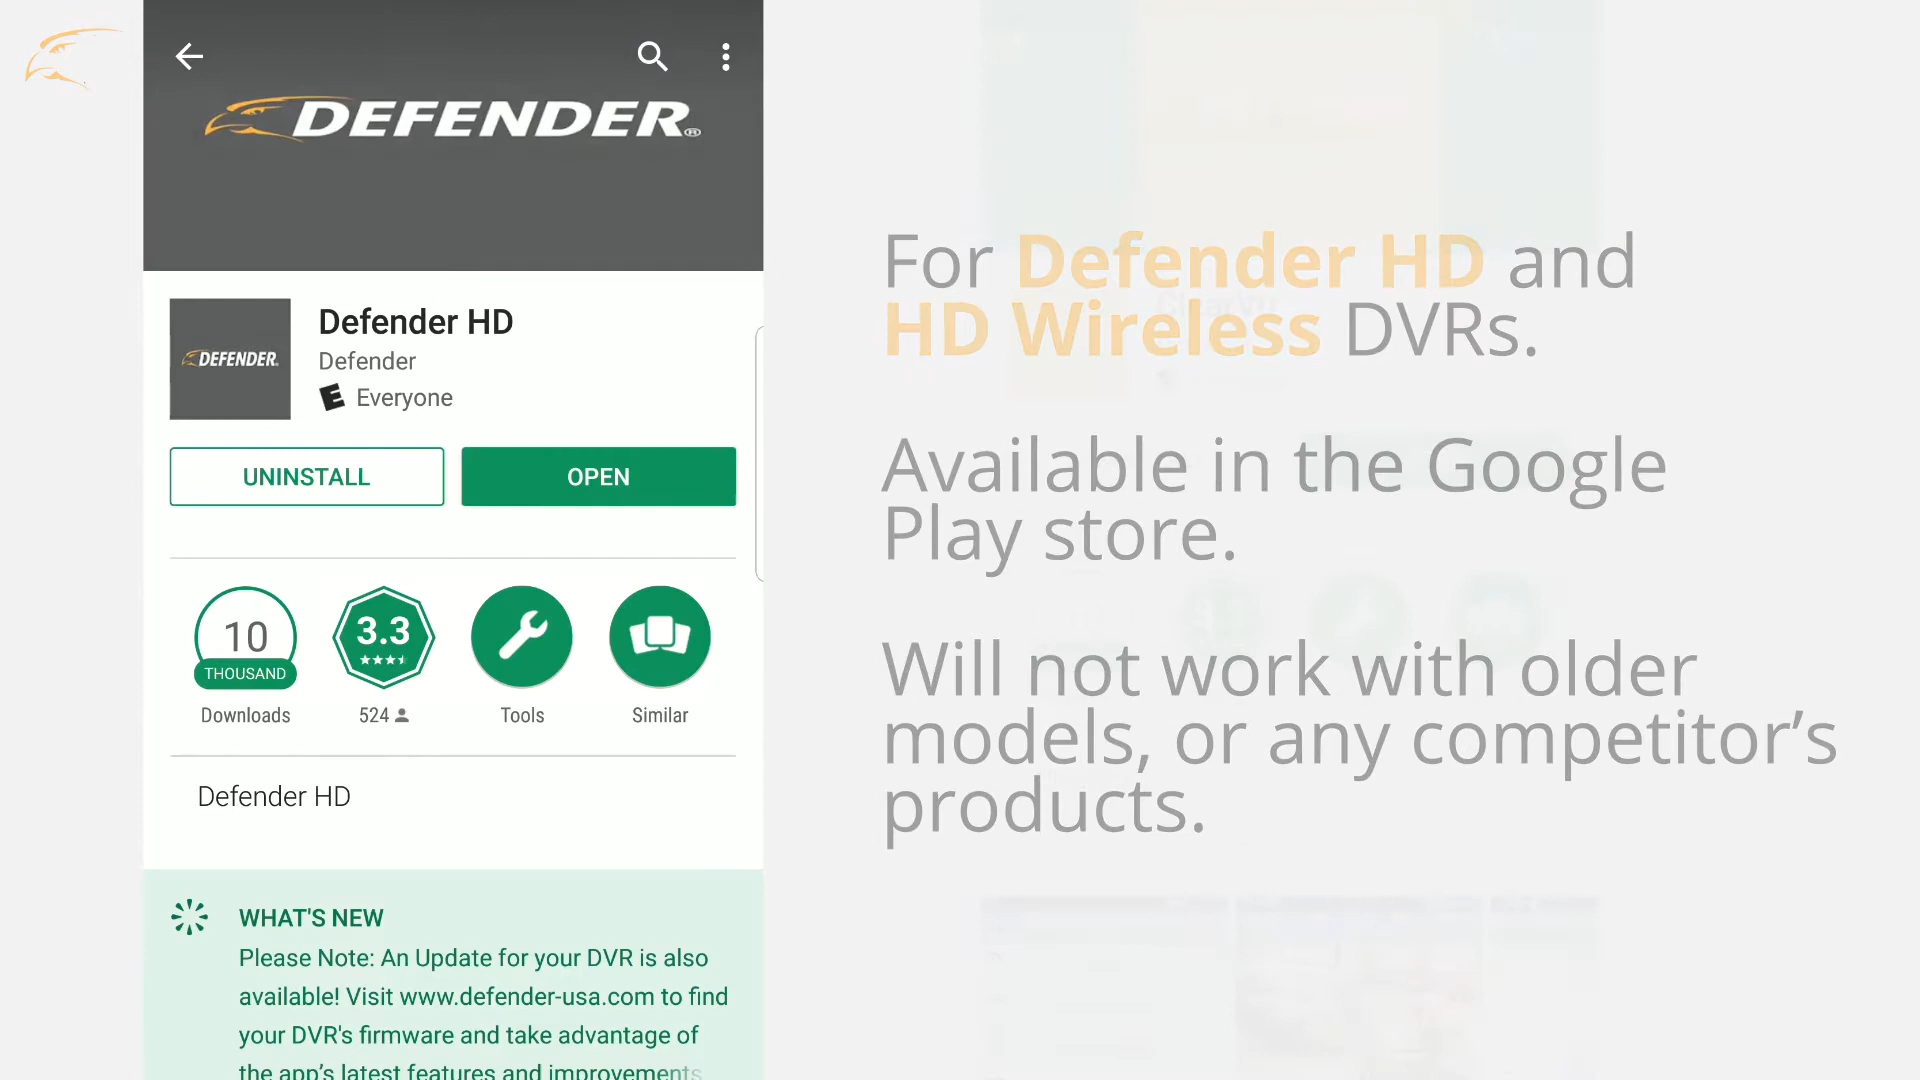 DEFENDER®
DEFENDER.
Defender HD
Defender
E Everyone
UNINSTALL
OPEN
10
THOUSAND
Downloads
3.3
524
Tools
Similar
Defender HD
WHAT'S NEW
Please Note: An Update for your DVR is also
available! Visit www.defender-usa.com to find
your DVR's firmware and take advantage of
the app's latest features and improvements
For Defender HD and
HD Wireless DVRs.
Available in the Google
Play store.
Will not work with older
models, or any competitor’s
products.